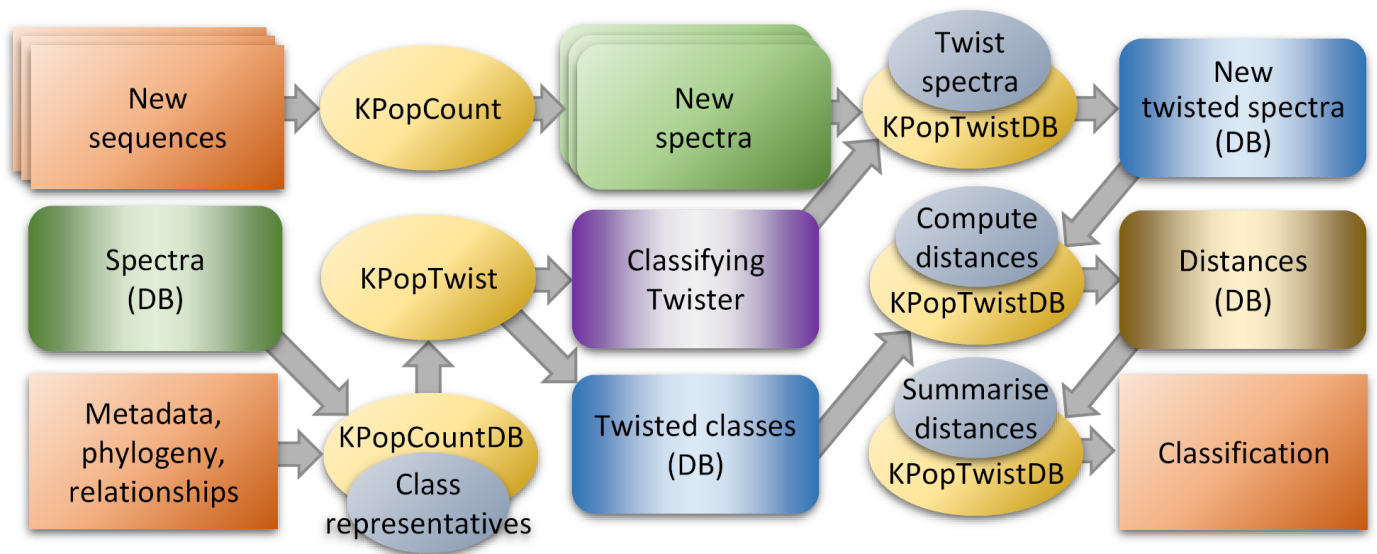 New
sequences
KPopCount
New
spectra
Twist
spectra
KPopTwistDB
New
twisted spectra
(DB)
Spectra
(DB)
KPopTwist
Classifying
Twister
Compute
distances
KPopTwistDB
Distances
(DB)
Metadata,
phylogeny,
relationships
KPopCountDB
Class
representatives
Twisted classes
(DB)
Summarise
distances
KPopTwistDB
Classification